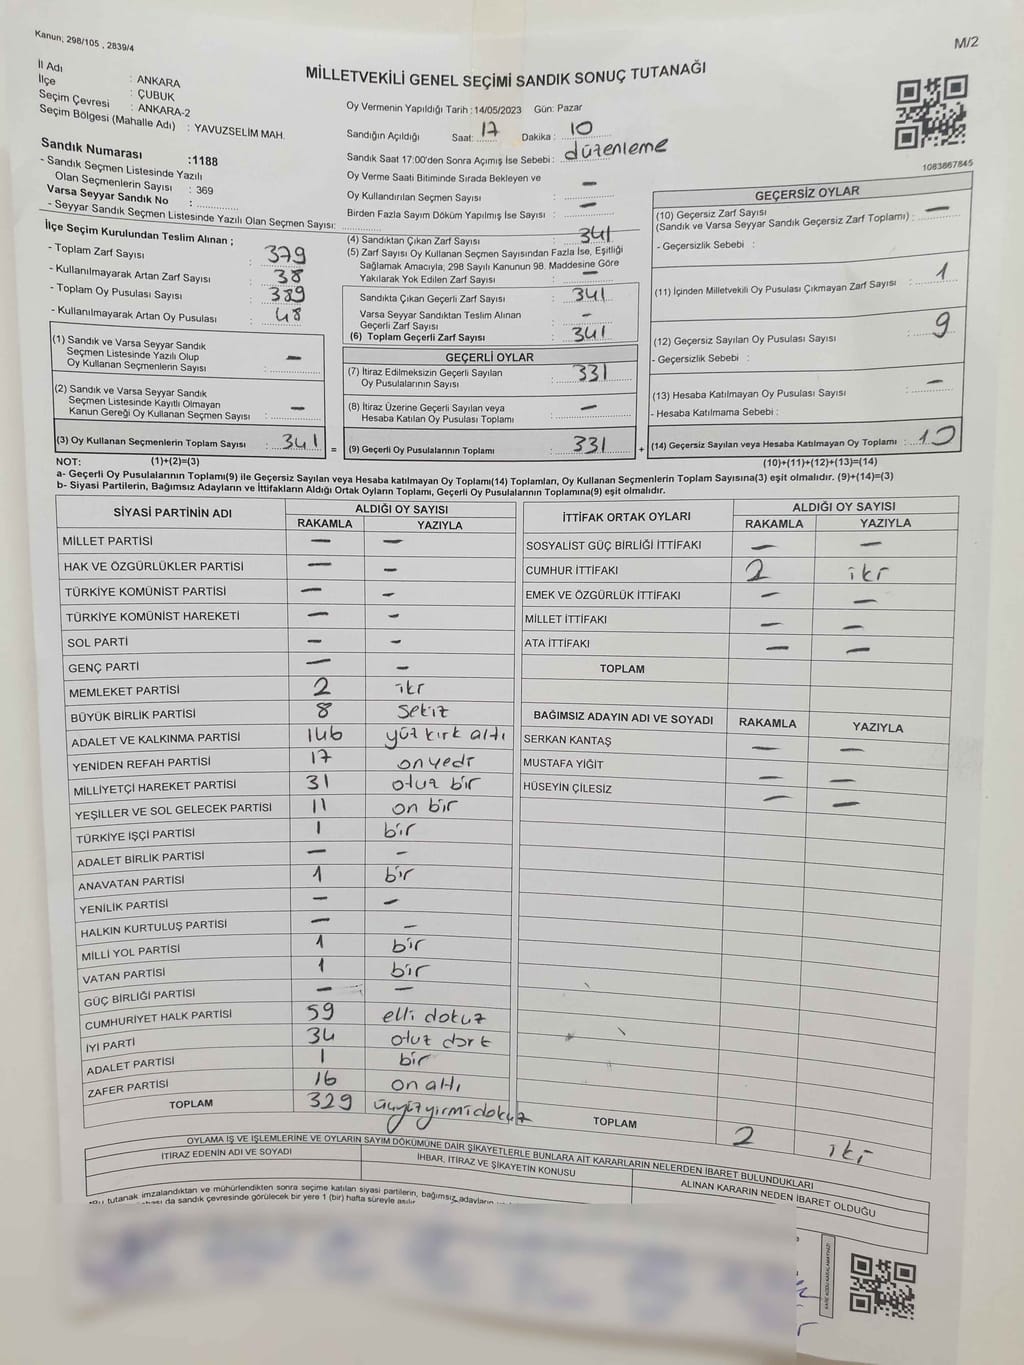 Kanun, 298/105 , 2839/4
M/2
MİLLETVEKİLİ GENEL SEÇİMİ SANDIK SONUÇ TUTANAĞI
İl Adı : ANKARA
İlçe : ÇUBUK
Seçim Çevresi : ANKARA-2
Seçim Bölgesi (Mahalle Adı) : YAVUZSELİM MAH.
Sandık Numarası :1188
- Sandık Seçmen Listesinde Yazılı
Olan Seçmenlerin Sayısı : 369
Varsa Seyyar Sandık No :
- Seyyar Sandık Seçmen Listesinde Yazılı Olan Seçmen Sayısı:
İlçe Seçim Kurulundan Teslim Alınan ;
- Toplam Zarf Sayısı : 379
- Kullanılmayarak Artan Zarf Sayısı : 38
- Toplam Oy Pusulası Sayısı : 389
- Kullanılmayarak Artan Oy Pusulası : 48
(1) Sandık ve Varsa Seyyar Sandık
Seçmen Listesinde Yazılı Olup
Oy Kullanan Seçmenlerin Sayısı : —
(2) Sandık ve Varsa Seyyar Sandık
Seçmen Listesinde Kayıtlı Olmayan
Kanun Gereği Oy Kullanan Seçmen Sayısı : —
(3) Oy Kullanan Seçmenlerin Toplam Sayısı : 341
(1)+(2)=(3)
Oy Vermenin Yapıldığı Tarih :14/05/2023 Gün: Pazar
Sandığın Açıldığı Saat: 17 Dakika : 10
Sandık Saat 17:00'den Sonra Açımış İse Sebebi : düzenleme
Oy Verme Saati Bitiminde Sırada Bekleyen ve
Oy Kullandırılan Seçmen Sayısı : —
Birden Fazla Sayım Döküm Yapılmış İse Sayısı : —
(4) Sandıktan Çıkan Zarf Sayısı : 341
(5) Zarf Sayısı Oy Kullanan Seçmen Sayısından Fazla İse, Eşitliği
Sağlamak Amacıyla; 298 Sayılı Kanunun 98. Maddesine Göre
Yakılarak Yok Edilen Zarf Sayısı : —
Sandıkta Çıkan Geçerli Zarf Sayısı : 341
Varsa Seyyar Sandıktan Teslim Alınan
Geçerli Zarf Sayısı : -
(6) Toplam Geçerli Zarf Sayısı : 341
GEÇERLİ OYLAR
(7) İtiraz Edilmeksizin Geçerli Sayılan
Oy Pusulalarının Sayısı : 331
(8) İtiraz Üzerine Geçerli Sayılan veya
Hesaba Katılan Oy Pusulası Toplamı : —
= (9) Geçerli Oy Pusulalarının Toplamı : 331
1083867845
GEÇERSİZ OYLAR
(10) Geçersiz Zarf Sayısı
(Sandık ve Varsa Seyyar Sandık Geçersiz Zarf Toplamı) : —
- Geçersizlik Sebebi :
(11) İçinden Milletvekili Oy Pusulası Çıkmayan Zarf Sayısı : 1
(12) Geçersiz Sayılan Oy Pusulası Sayısı : 9
- Geçersizlik Sebebi :
(13) Hesaba Katılmayan Oy Pusulası Sayısı : —
- Hesaba Katılmama Sebebi :
+ (14) Geçersiz Sayılan veya Hesaba Katılmayan Oy Toplamı : 10
(10)+(11)+(12)+(13)=(14)
NOT:
a- Geçerli Oy Pusulalarının Toplamı(9) ile Geçersiz Sayılan veya Hesaba katılmayan Oy Toplamı(14) Toplamları, Oy Kullanan Seçmenlerin Toplam Sayısına(3) eşit olmalıdır. (9)+(14)=(3)
b- Siyasi Partilerin, Bağımsız Adayların ve İttifakların Aldığı Ortak Oyların Toplamı, Geçerli Oy Pusulalarının Toplamına(9) eşit olmalıdır.
SİYASİ PARTİNİN ADI ALDIĞI OY SAYISI
RAKAMLA YAZIYLA
MİLLET PARTİSİ — —
HAK VE ÖZGÜRLÜKLER PARTİSİ — —
TÜRKİYE KOMÜNİST PARTİSİ — —
TÜRKİYE KOMÜNİST HAREKETİ — —
SOL PARTİ — —
GENÇ PARTİ — —
MEMLEKET PARTİSİ 2 iki
BÜYÜK BİRLİK PARTİSİ 8 Sekiz
ADALET VE KALKINMA PARTİSİ 146 yüz kırk altı
YENİDEN REFAH PARTİSİ 17 on yedi
MİLLİYETÇİ HAREKET PARTİSİ 31 otuz bir
YEŞİLLER VE SOL GELECEK PARTİSİ 11 on bir
TÜRKİYE İŞÇİ PARTİSİ 1 bir
ADALET BİRLİK PARTİSİ — —
ANAVATAN PARTİSİ 1 bir
YENİLİK PARTİSİ — —
HALKIN KURTULUŞ PARTİSİ — —
MİLLİ YOL PARTİSİ 1 bir
VATAN PARTİSİ 1 bir
GÜÇ BİRLİĞİ PARTİSİ — —
CUMHURİYET HALK PARTİSİ 59 elli dokuz
İYİ PARTİ 34 otuz dört
ADALET PARTİSİ 1 bir
ZAFER PARTİSİ 16 on altı
TOPLAM 329 üçyüzyirmidokuz
İTTİFAK ORTAK OYLARI ALDIĞI OY SAYISI
RAKAMLA YAZIYLA
SOSYALİST GÜÇ BİRLİĞİ İTTİFAKI — —
CUMHUR İTTİFAKI 2 iki
EMEK VE ÖZGÜRLÜK İTTİFAKI — —
MİLLET İTTİFAKI — —
ATA İTTİFAKI — —
TOPLAM
BAĞIMSIZ ADAYIN ADI VE SOYADI RAKAMLA YAZIYLA
SERKAN KANTAŞ — —
MUSTAFA YİĞİT — —
HÜSEYİN ÇİLESİZ — —
TOPLAM 2 iki
OYLAMA İŞ VE İŞLEMLERİNE VE OYLARIN SAYIM DÖKÜMÜNE DAİR ŞİKAYETLERLE BUNLARA AİT KARARLARIN NELERDEN İBARET BULUNDUKLARI
İTİRAZ EDENİN ADI VE SOYADI İHBAR, İTİRAZ VE ŞİKAYETİN KONUSU ALINAN KARARIN NEDEN İBARET OLDUĞU
tutanak imzalandıktan ve mühürlendikten sonra seçime katılan siyasi partilerin, bağımsız adayların
da sandık çevresinde görülecek bir yere 1 (bir) hafta süreyle asılır.